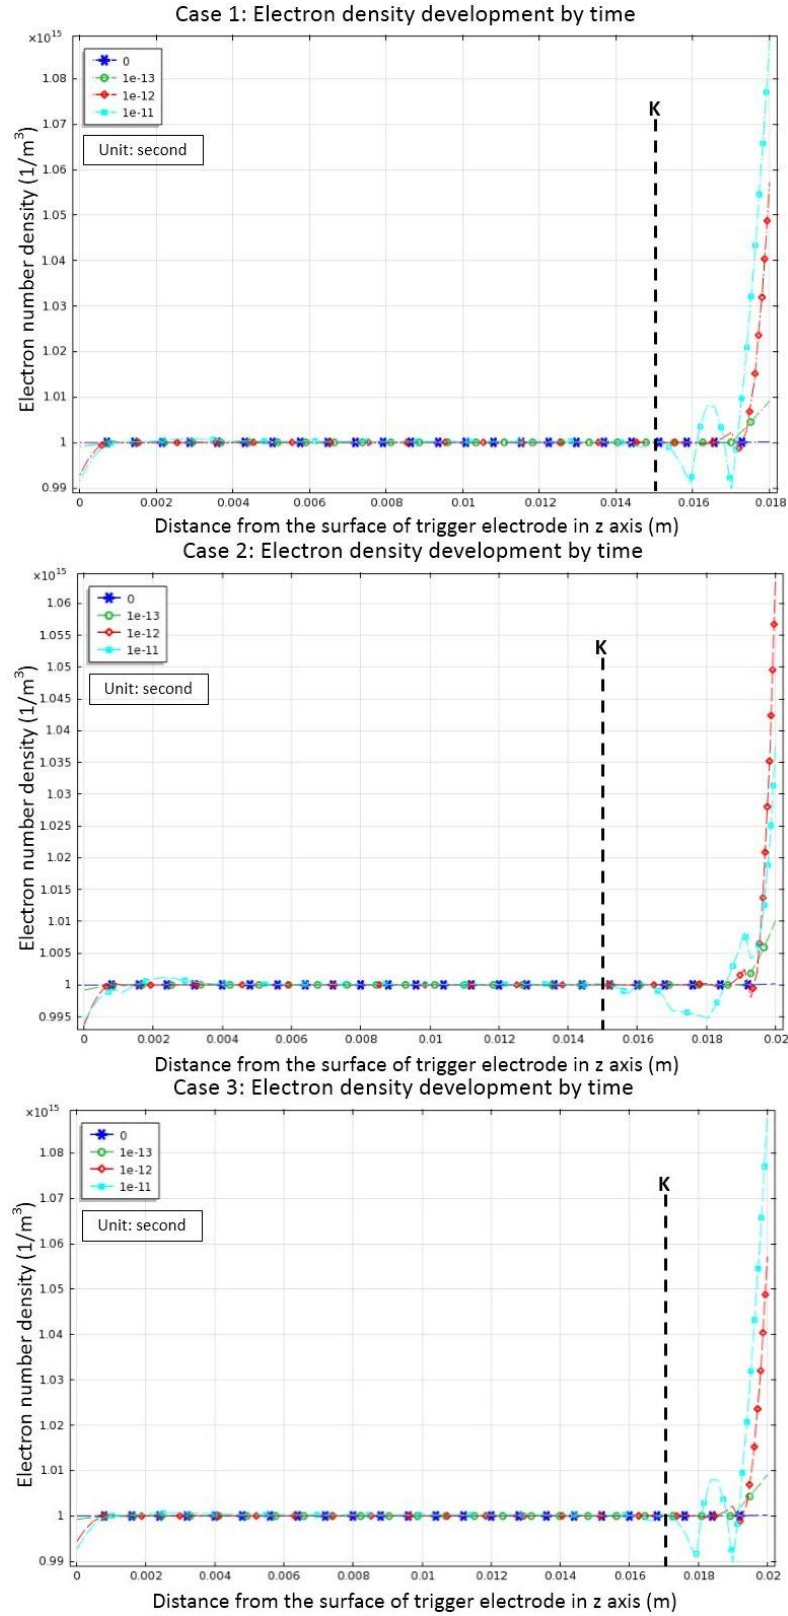 Case 1: Electron density development by time
×10¹⁵
0
1e-13
1e-12
1e-11
Unit: second
K
1.08
1.07
1.06
1.05
1.04
1.03
1.02
1.01
1
0.99
Electron number density (1/m³)
0 0.002 0.004 0.006 0.008 0.01 0.012 0.014 0.016 0.018
Distance from the surface of trigger electrode in z axis (m)
Case 2: Electron density development by time
×10¹⁵
0
1e-13
1e-12
1e-11
Unit: second
K
1.06
1.055
1.05
1.045
1.04
1.035
1.03
1.025
1.02
1.015
1.01
1.005
1
0.995
Electron number density (1/m³)
0 0.002 0.004 0.006 0.008 0.01 0.012 0.014 0.016 0.018 0.02
Distance from the surface of trigger electrode in z axis (m)
Case 3: Electron density development by time
×10¹⁵
0
1e-13
1e-12
1e-11
Unit: second
K
1.08
1.07
1.06
1.05
1.04
1.03
1.02
1.01
1
0.99
Electron number density (1/m³)
0 0.002 0.004 0.006 0.008 0.01 0.012 0.014 0.016 0.018 0.02
Distance from the surface of trigger electrode in z axis (m)